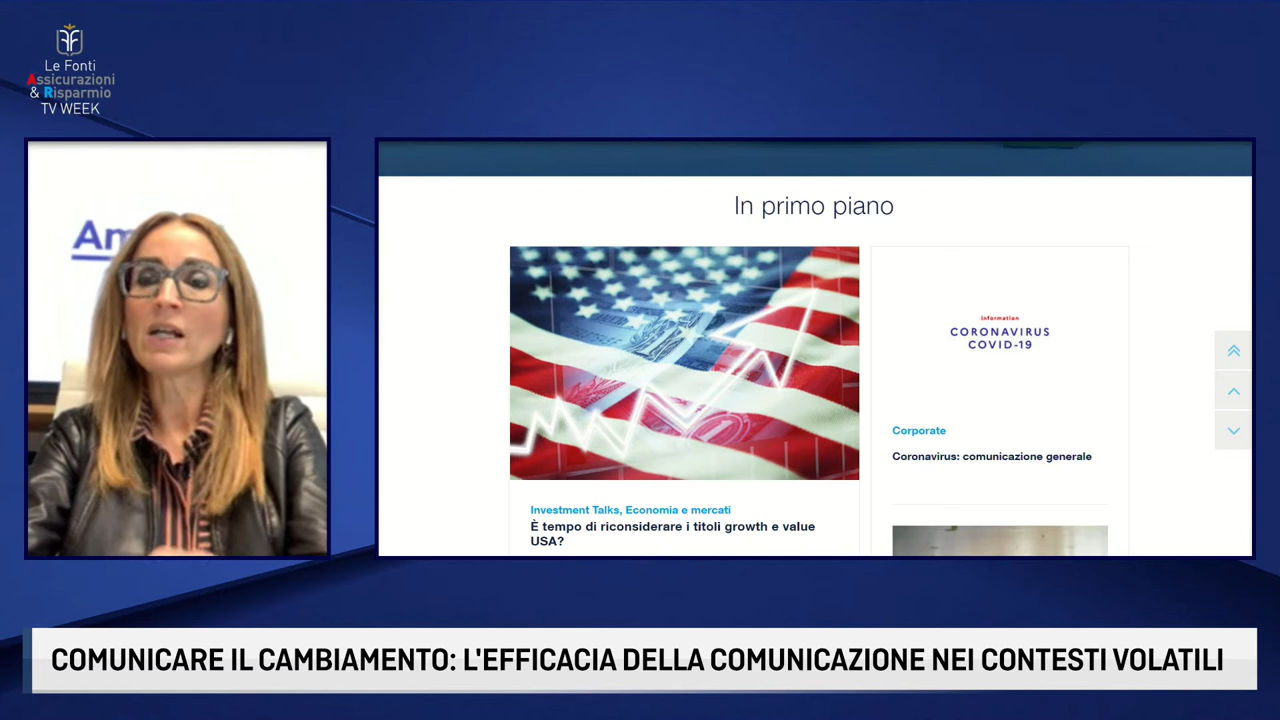 Le Fonti
Assicurazioni
& Risparmio
TV WEEK
Am
In primo piano
Information
CORONAVIRUS
COVID-19
Corporate
Coronavirus: comunicazione generale
Investment Talks, Economia e mercati
È tempo di riconsiderare i titoli growth e value
USA?
COMUNICARE IL CAMBIAMENTO: L'EFFICACIA DELLA COMUNICAZIONE NEI CONTESTI VOLATILI